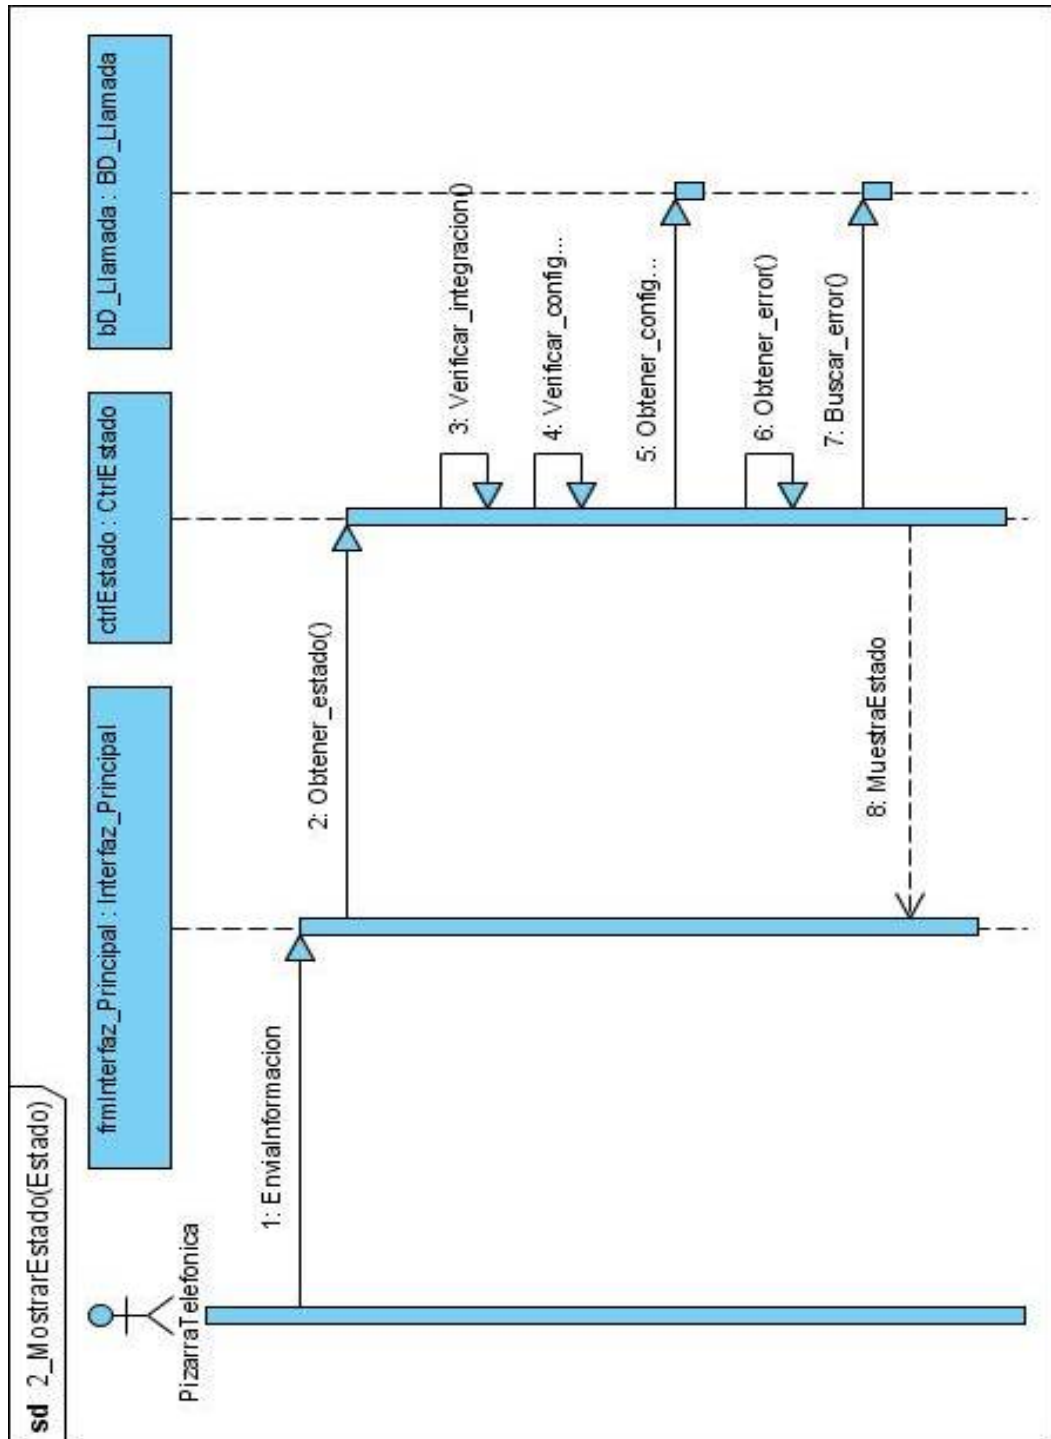 sd 2_MostrarEstado(Estado)
PizarraTelefonica
frmInterfaz_Principal : Interfaz_Principal
ctrlEstado : CtrlEstado
bD_Llamada : BD_Llamada
1: EnviaInformacion
2: Obtener_estado()
3: Verificar_integracion()
4: Verificar_config...
5: Obtener_config...
6: Obtener_error()
7: Buscar_error()
8: MuestraEstado